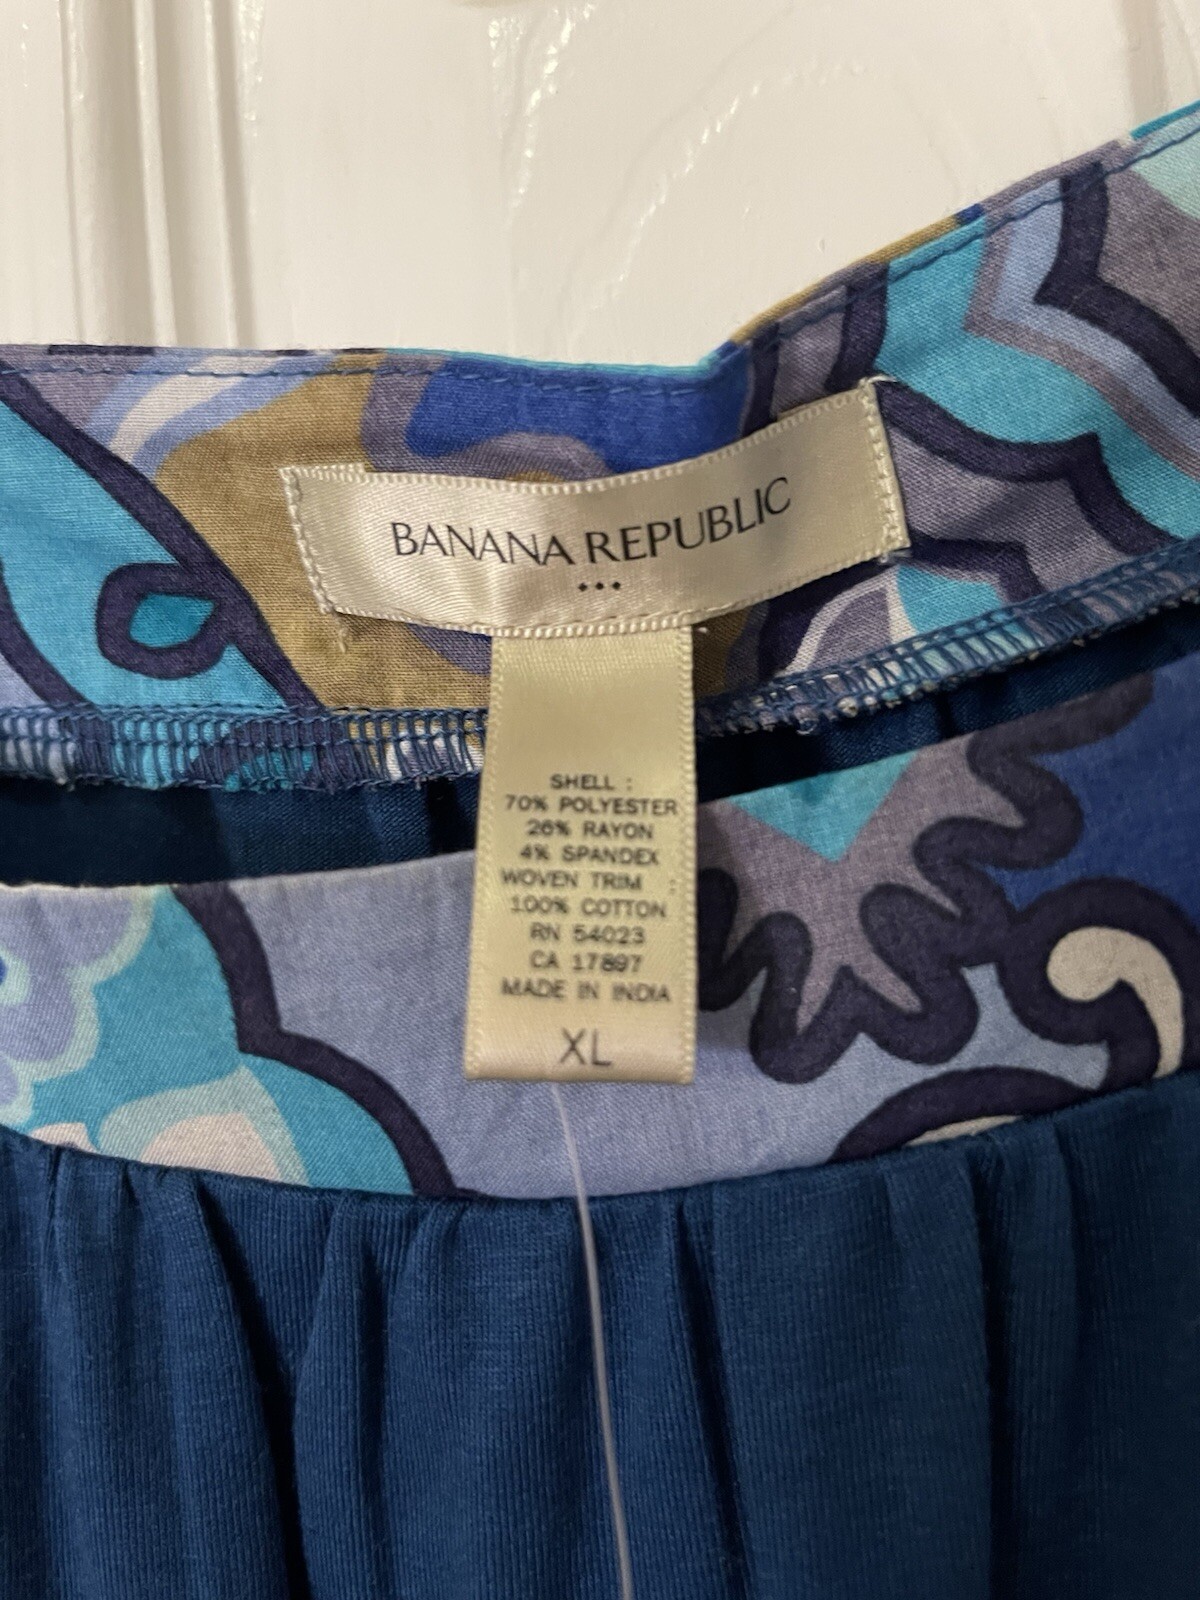 BANANA REPUBLIC
SHELL :
70% POLYESTER
26% RAYON
4% SPANDEX
WOVEN TRIM :
100% COTTON
RN 54023
CA 17897
MADE IN INDIA
XL